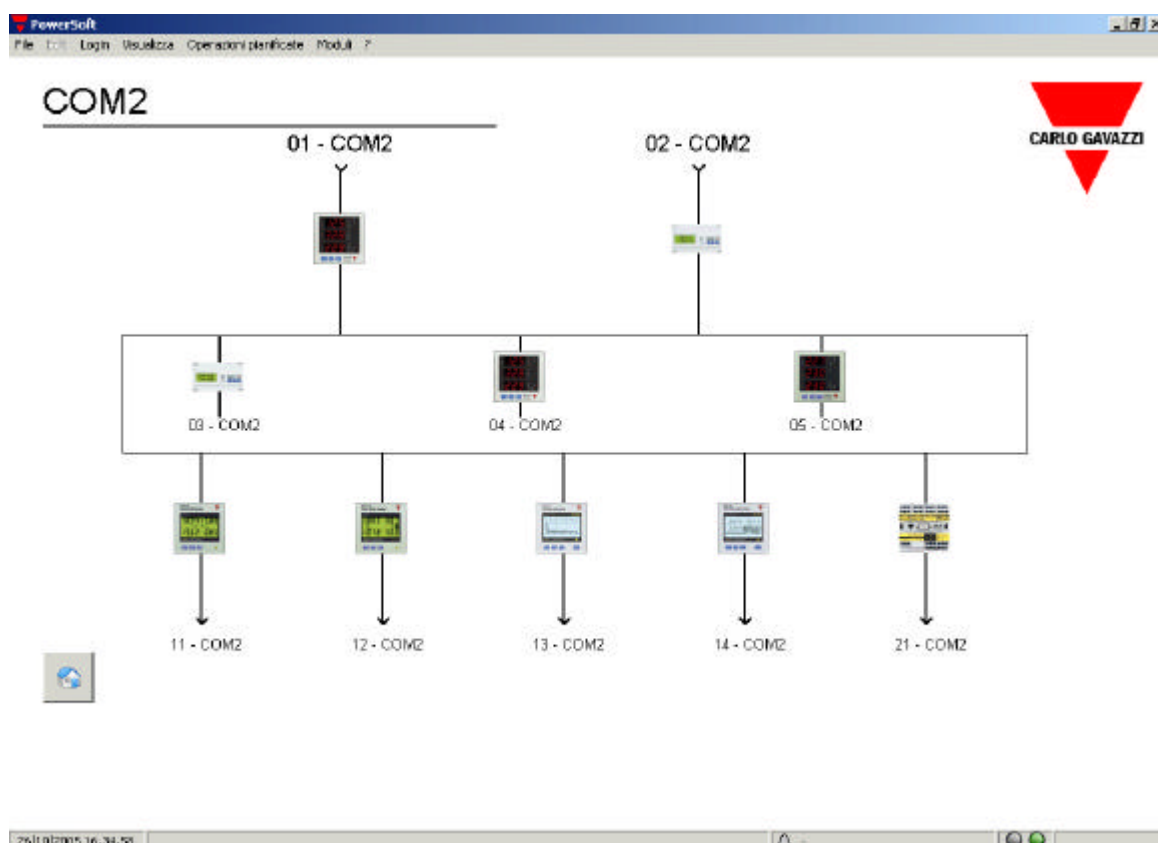 PowerSoft
File Edit Login Visualizza Operazioni pianificate Moduli ?
COM2
01 - COM2
02 - COM2
CARLO GAVAZZI
03 - COM2
04 - COM2
05 - COM2
11 - COM2
12 - COM2
13 - COM2
14 - COM2
21 - COM2